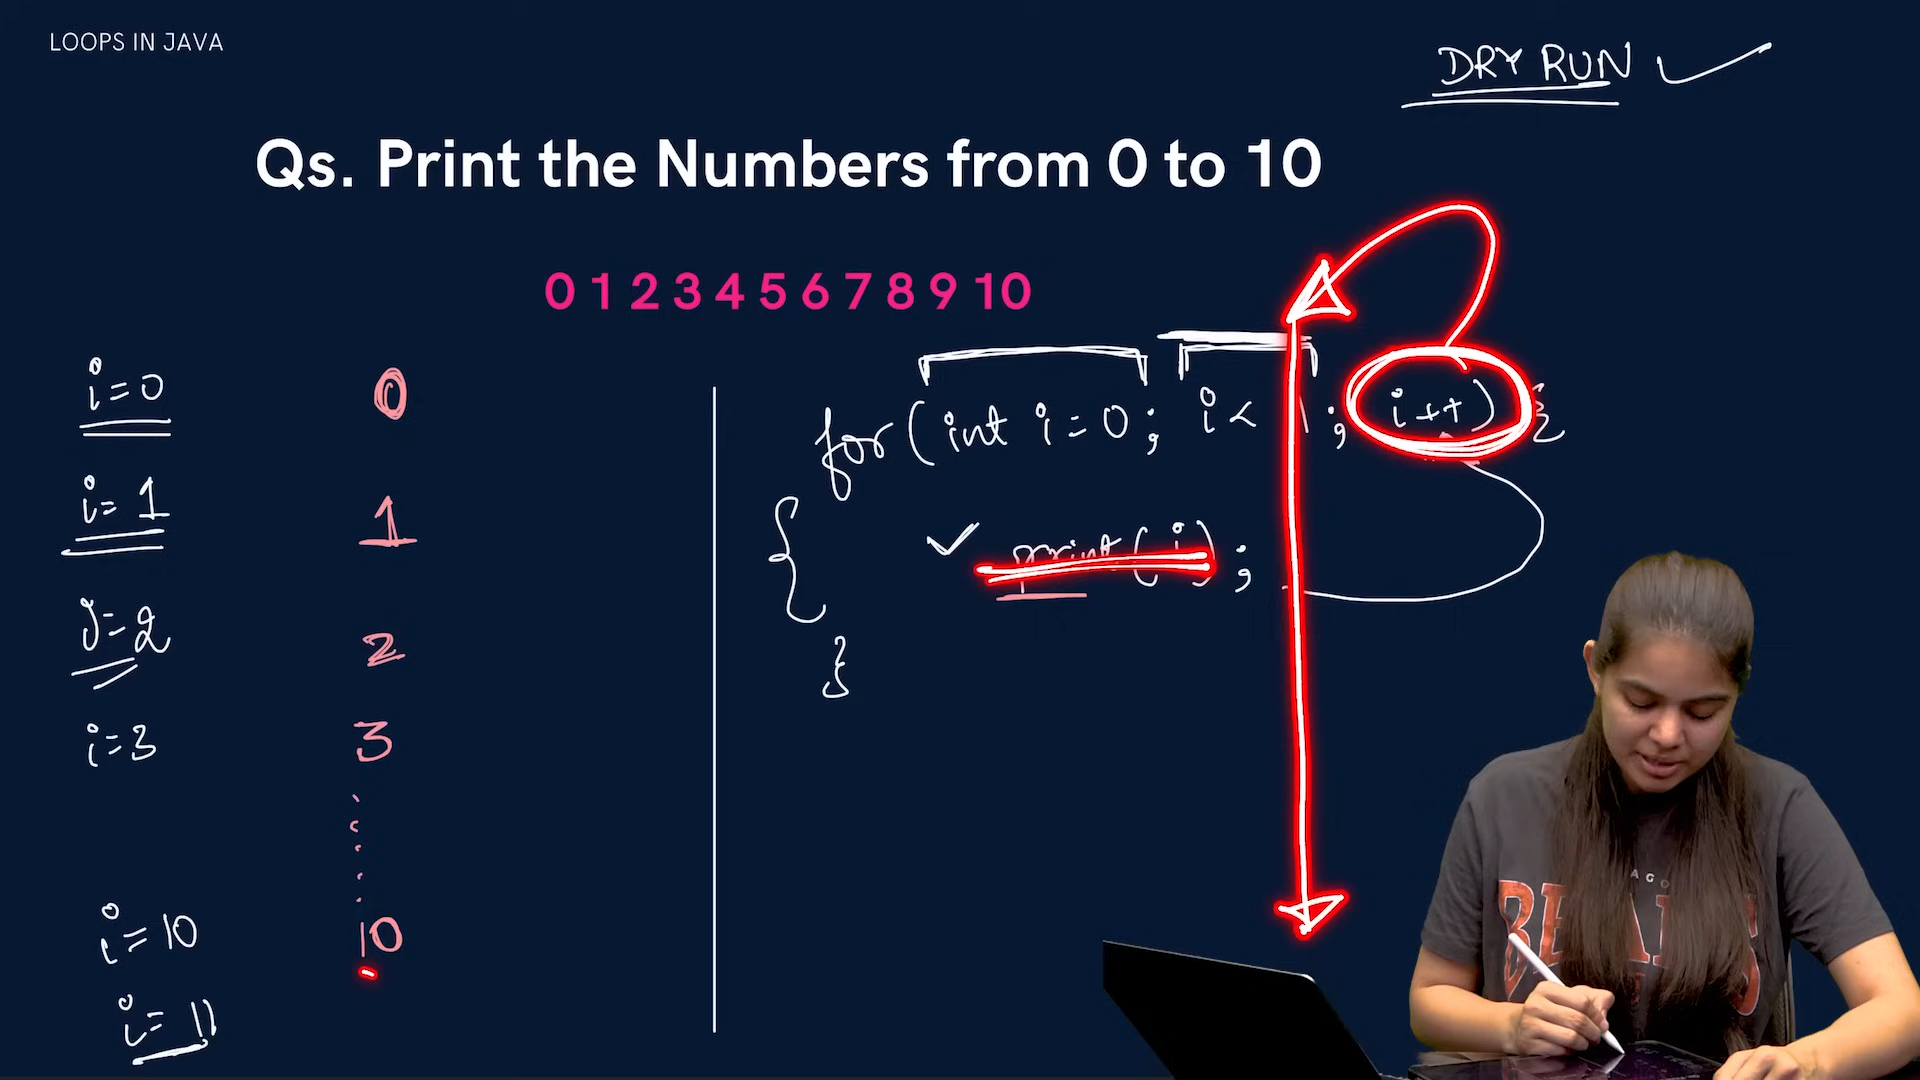 LOOPS IN JAVA
DRY RUN
Qs. Print the Numbers from 0 to 10
0 1 2 3 4 5 6 7 8 9 10
i=0 0
for(int i=0; i< ; i++) {
i=1 1
{ print(i);
i=2 2
}
i=3 3
i=10 10
i=11